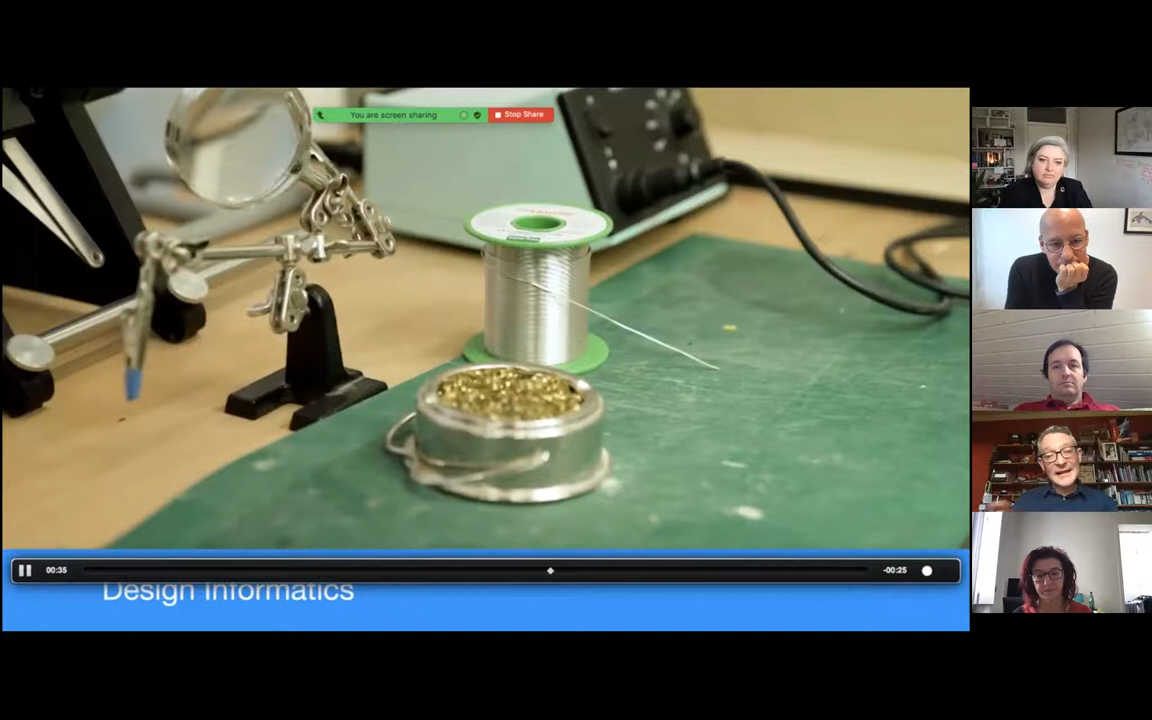 You are screen sharing
Stop Share
00:35
-00:25
Design Informatics